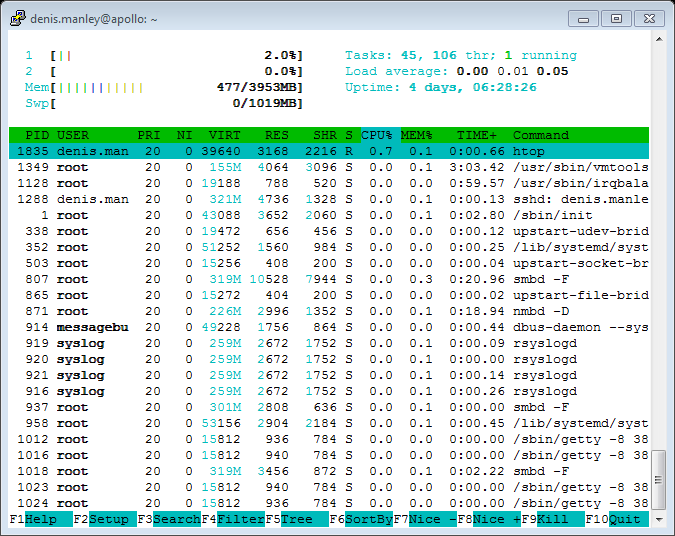 denis.manley@apollo: ~
1 [|| 2.0%] Tasks: 45, 106 thr; 1 running
2 [ 0.0%] Load average: 0.00 0.01 0.05
Mem[||||||||||| 477/3953MB] Uptime: 4 days, 06:28:26
Swp[ 0/1019MB]
PID USER PRI NI VIRT RES SHR S CPU% MEM% TIME+ Command
1835 denis.man 20 0 39640 3168 2216 R 0.7 0.1 0:00.66 htop
1349 root 20 0 155M 4064 3096 S 0.0 0.1 3:03.42 /usr/sbin/vmtools
1128 root 20 0 19188 788 520 S 0.0 0.0 0:59.57 /usr/sbin/irqbala
1288 denis.man 20 0 321M 4736 1328 S 0.0 0.1 0:00.13 sshd: denis.manle
1 root 20 0 43088 3652 2060 S 0.0 0.1 0:02.80 /sbin/init
338 root 20 0 19472 656 456 S 0.0 0.0 0:00.12 upstart-udev-brid
352 root 20 0 51252 1560 984 S 0.0 0.0 0:00.25 /lib/systemd/syst
503 root 20 0 15256 408 200 S 0.0 0.0 0:00.04 upstart-socket-br
807 root 20 0 319M 10528 7944 S 0.0 0.3 0:20.96 smbd -F
865 root 20 0 15272 404 200 S 0.0 0.0 0:00.02 upstart-file-brid
871 root 20 0 226M 2996 1352 S 0.0 0.1 0:18.94 nmbd -D
914 messagebu 20 0 49228 1756 864 S 0.0 0.0 0:00.44 dbus-daemon --sys
919 syslog 20 0 259M 2672 1752 S 0.0 0.1 0:00.09 rsyslogd
920 syslog 20 0 259M 2672 1752 S 0.0 0.1 0:00.00 rsyslogd
921 syslog 20 0 259M 2672 1752 S 0.0 0.1 0:00.14 rsyslogd
916 syslog 20 0 259M 2672 1752 S 0.0 0.1 0:00.26 rsyslogd
937 root 20 0 301M 2808 636 S 0.0 0.1 0:00.00 smbd -F
958 root 20 0 53156 2904 2184 S 0.0 0.1 0:00.45 /lib/systemd/syst
1012 root 20 0 15812 936 784 S 0.0 0.0 0:00.00 /sbin/getty -8 38
1016 root 20 0 15812 940 784 S 0.0 0.0 0:00.00 /sbin/getty -8 38
1018 root 20 0 319M 3456 872 S 0.0 0.1 0:02.22 smbd -F
1023 root 20 0 15812 940 784 S 0.0 0.0 0:00.00 /sbin/getty -8 38
1024 root 20 0 15812 936 784 S 0.0 0.0 0:00.00 /sbin/getty -8 38
F1Help F2Setup F3SearchF4FilterF5Tree F6SortByF7Nice -F8Nice +F9Kill F10Quit